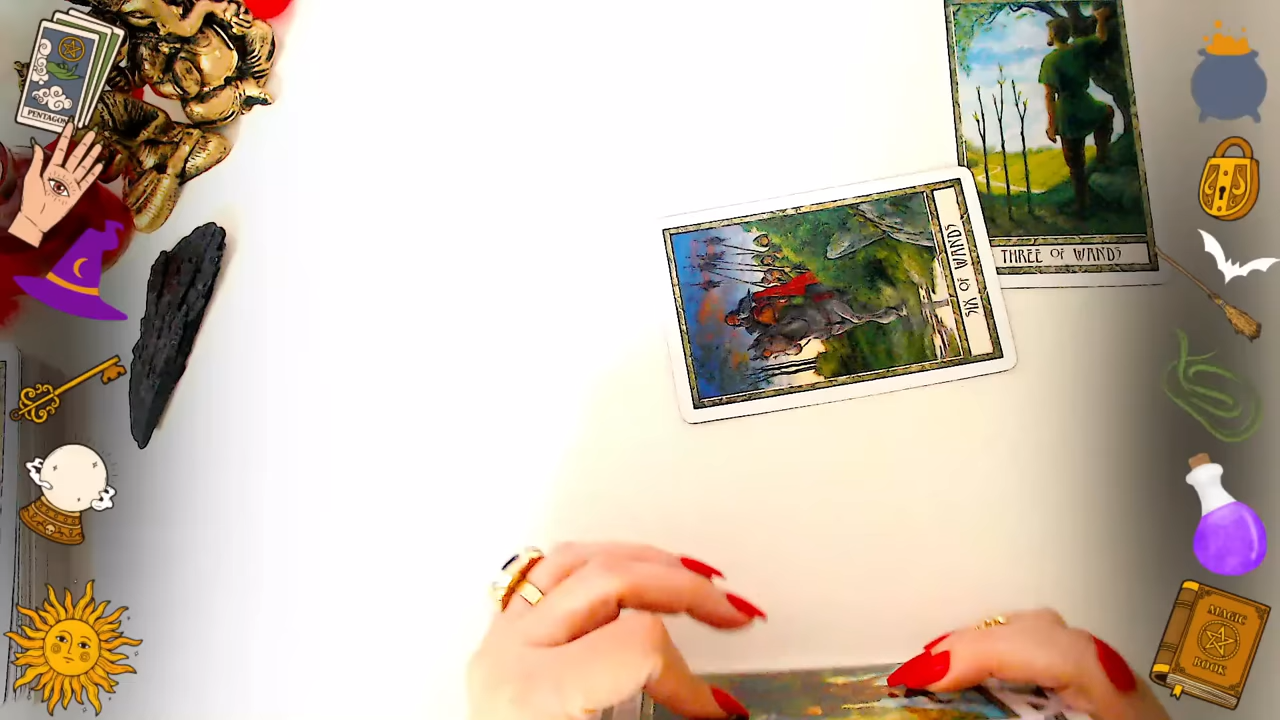 PENTAGON
THREE OF WANDS
SIX OF WANDS
MAGIC
BOOK